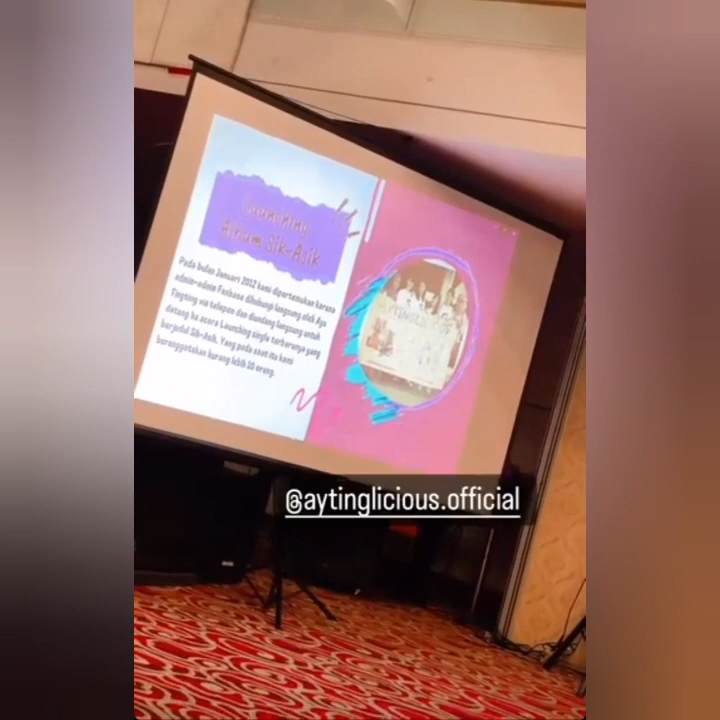 Launching
Album Sik-Asik
Pada bulan Januari 2012 kami dipertemukan karena
admin-admin Fanbase dihubungi langsung oleh Ayu
Tingting via telepon dan diundang langsung untuk
datang ke acara Launching single terbarunya yang
berjudul Sik-Asik. Yang pada saat itu kami
beranggotakan kurang lebih 20 orang.
AYTINGLICIOUS
@aytinglicious.official